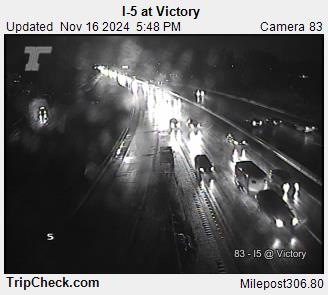 I-5 at Victory
Updated  Nov 16 2024  5:48 PM
Camera 83
T
S
83 - I5 @ Victory
TripCheck.com
Milepost306.80